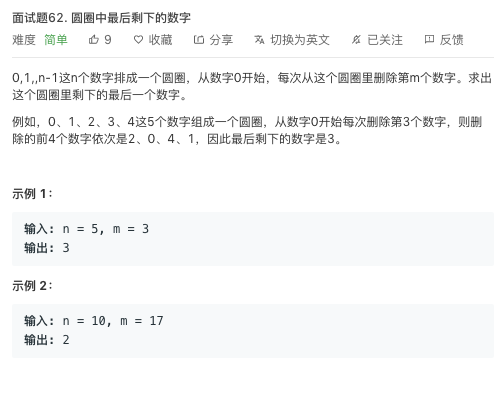 面试题62. 圆圈中最后剩下的数字
难度 简单 9 收藏 分享 切换为英文 已关注 反馈
0,1,,n-1这n个数字排成一个圆圈，从数字0开始，每次从这个圆圈里删除第m个数字。求出
这个圆圈里剩下的最后一个数字。
例如，0、1、2、3、4这5个数字组成一个圆圈，从数字0开始每次删除第3个数字，则删
除的前4个数字依次是2、0、4、1，因此最后剩下的数字是3。
示例 1：
输入: n = 5, m = 3
输出: 3
示例 2：
输入: n = 10, m = 17
输出: 2